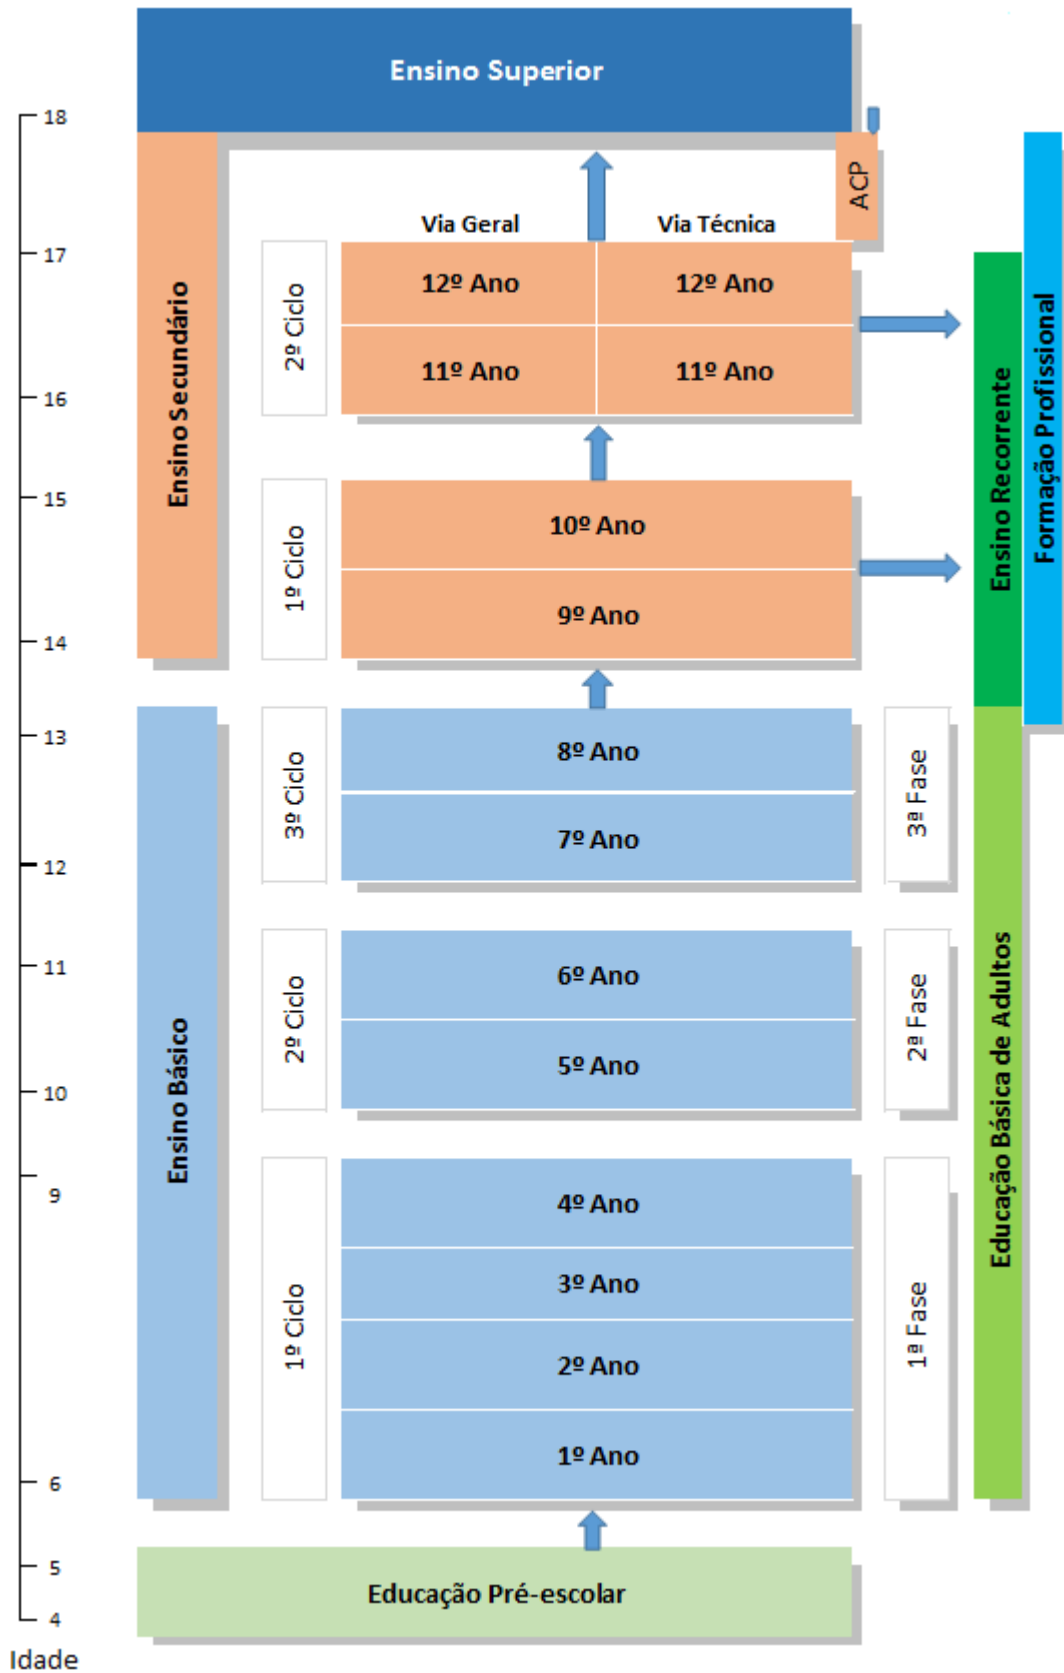 Ensino Superior
18
ACP
Via Geral
Via Técnica
17
12º Ano
12º Ano
2º Ciclo
11º Ano
11º Ano
16
Ensino Secundário
15
10º Ano
1º Ciclo
9º Ano
14
Ensino Recorrente
Formação Profissional
13
8º Ano
3º Ciclo
3ª Fase
7º Ano
12
11
6º Ano
2º Ciclo
2ª Fase
5º Ano
10
Ensino Básico
Educação Básica de Adultos
9
4º Ano
3º Ano
1º Ciclo
1ª Fase
2º Ano
1º Ano
6
5
Educação Pré-escolar
4
Idade